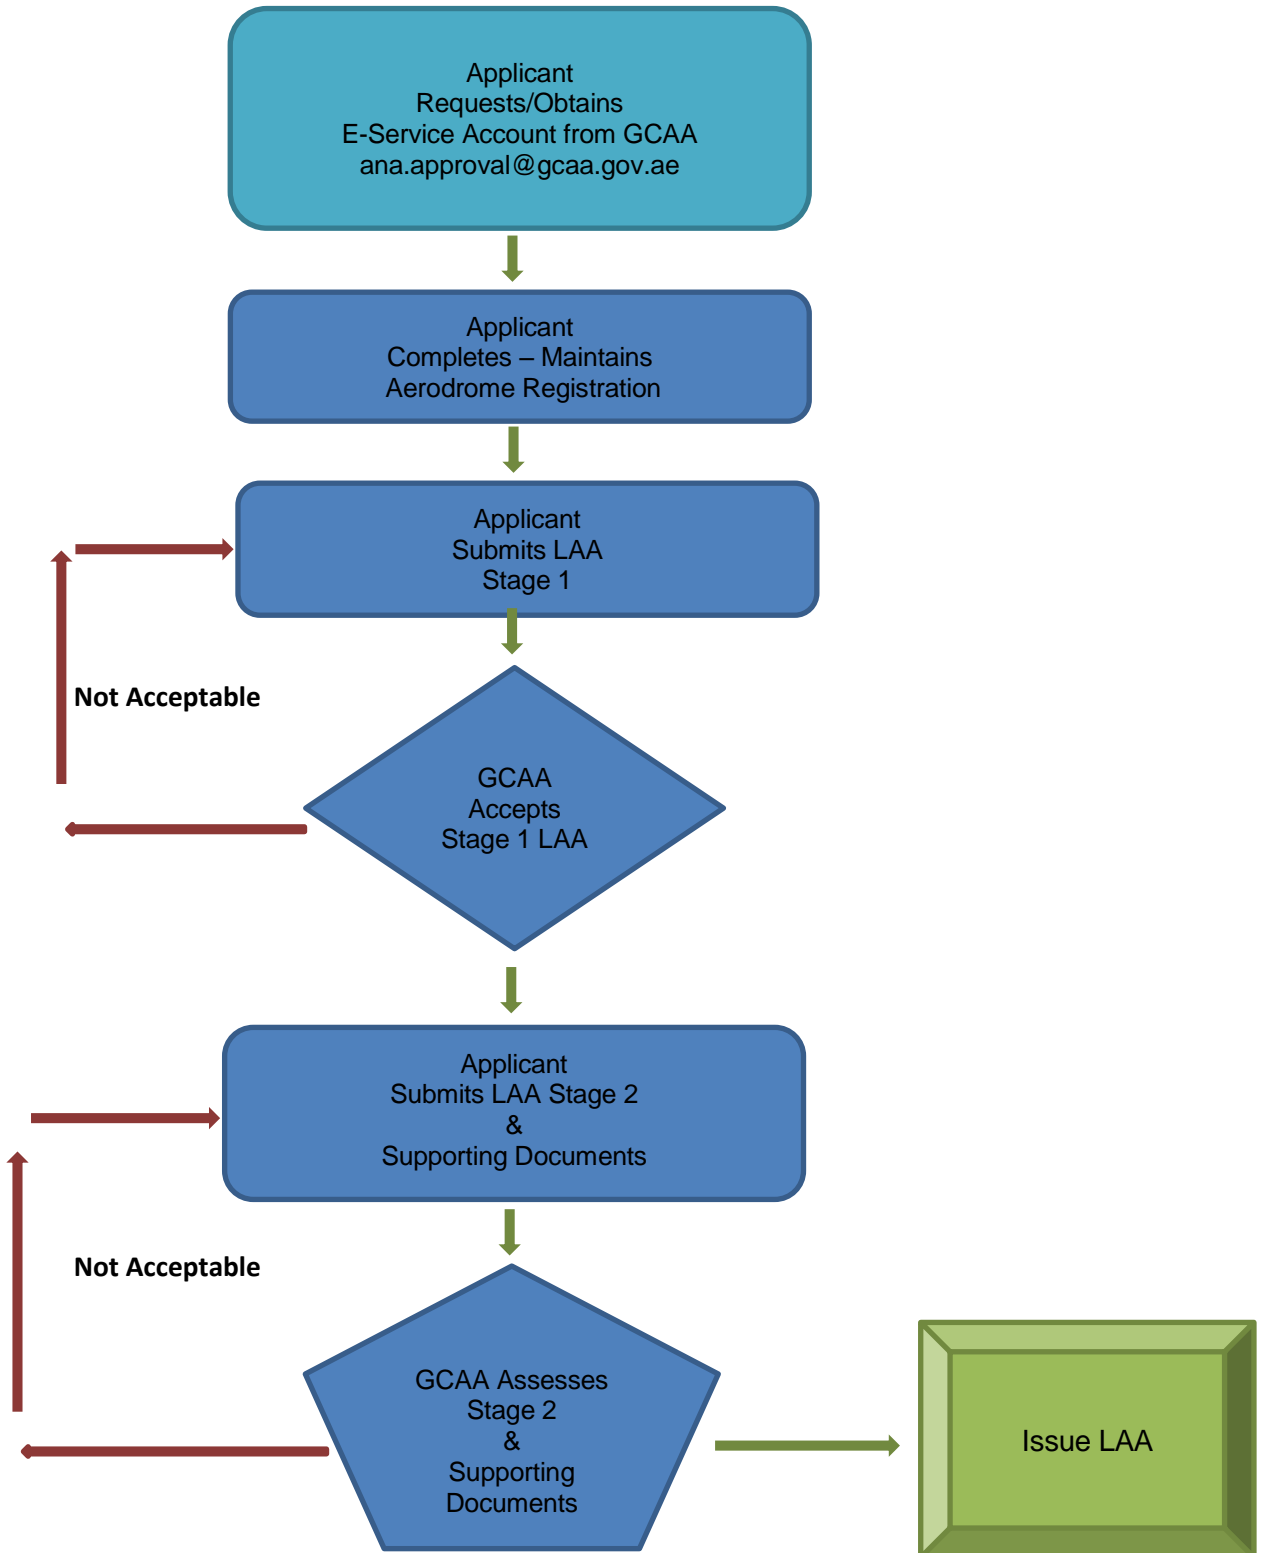 Applicant
Requests/Obtains
E-Service Account from GCAA
ana.approval@gcaa.gov.ae
Applicant
Completes – Maintains
Aerodrome Registration
Applicant
Submits LAA
Stage 1
Not Acceptable
GCAA
Accepts
Stage 1 LAA
Applicant
Submits LAA Stage 2
&
Supporting Documents
Not Acceptable
GCAA Assesses
Stage 2
&
Supporting
Documents
Issue LAA